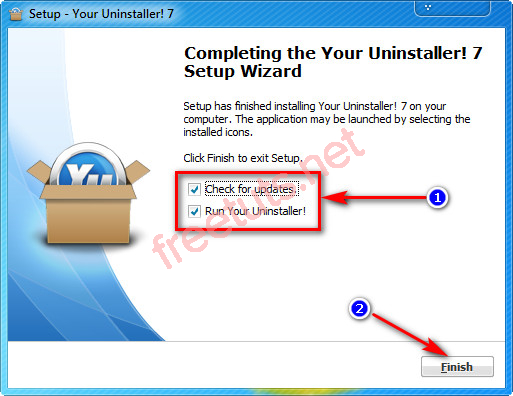 Setup - Your Uninstaller! 7
Completing the Your Uninstaller! 7
Setup Wizard
Setup has finished installing Your Uninstaller! 7 on your
computer. The application may be launched by selecting the
installed icons.
Click Finish to exit Setup.
YU
Check for updates
1
Run Your Uninstaller!
freetuts.net
2
Finish